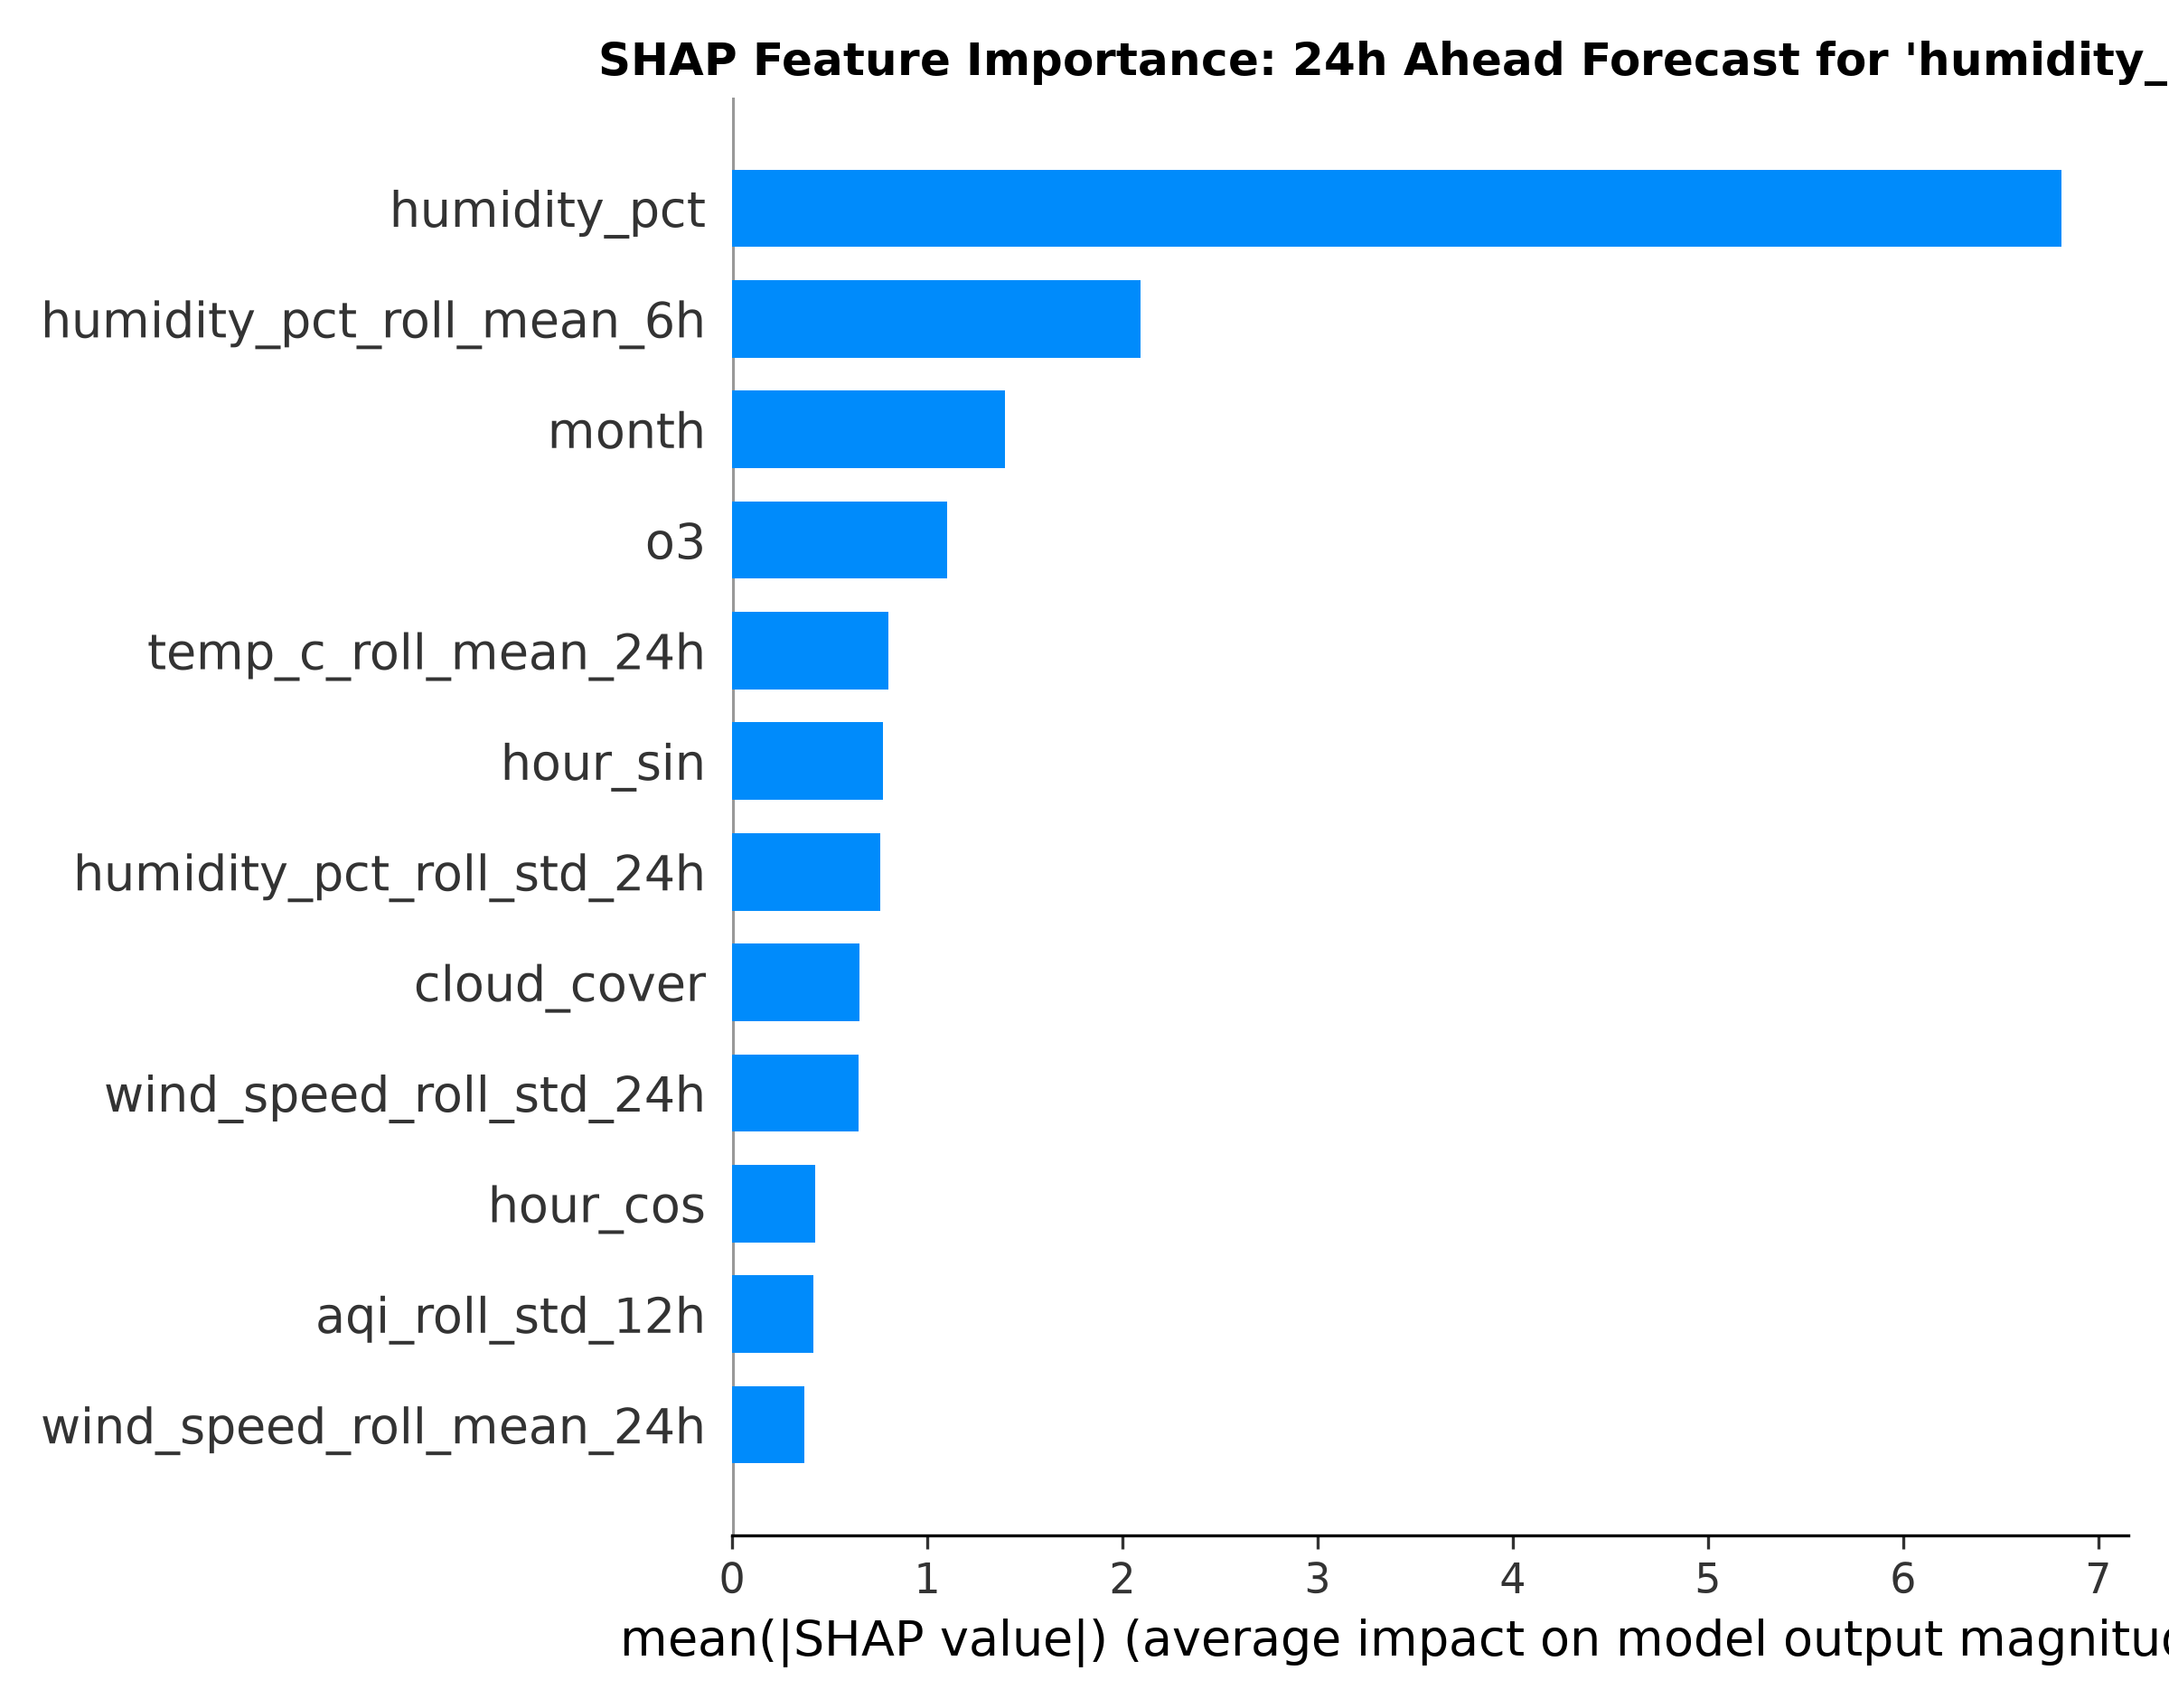 SHAP Feature Importance: 24h Ahead Forecast for 'humidity_
humidity_pct
humidity_pct_roll_mean_6h
month
o3
temp_c_roll_mean_24h
hour_sin
humidity_pct_roll_std_24h
cloud_cover
wind_speed_roll_std_24h
hour_cos
aqi_roll_std_12h
wind_speed_roll_mean_24h
0 1 2 3 4 5 6 7
mean(|SHAP value|) (average impact on model output